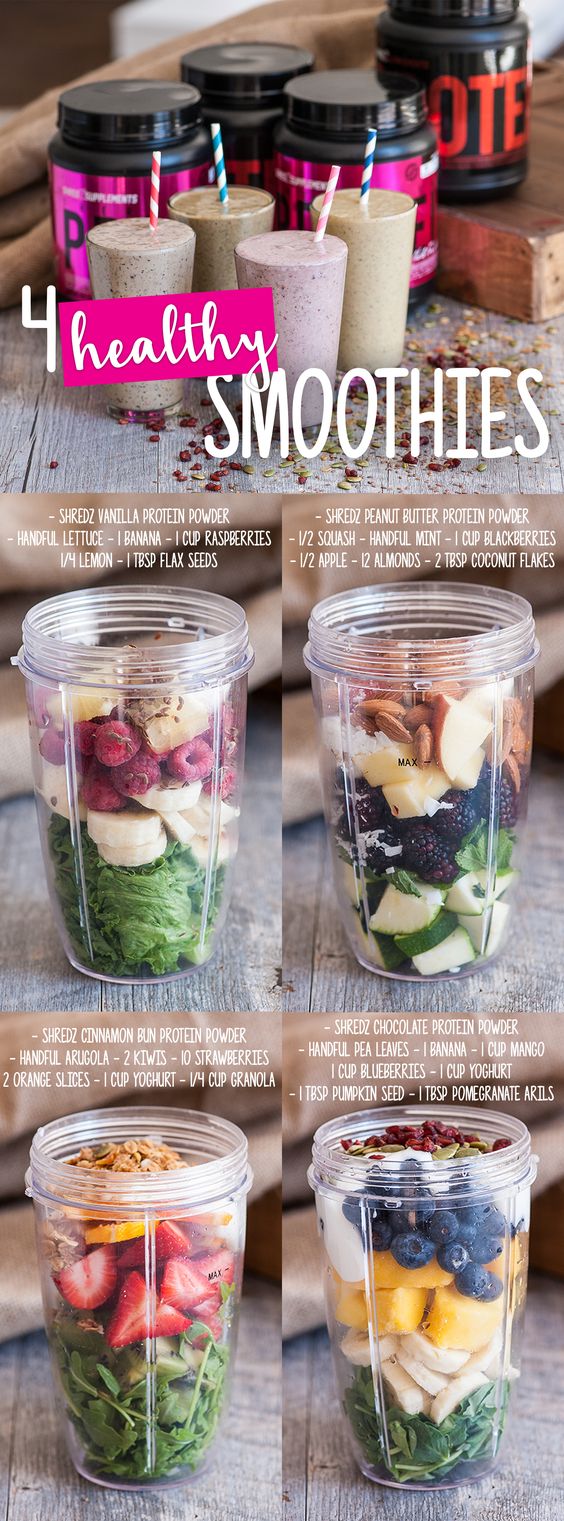 SHREDZ SUPPLEMENTS
P
OTE
4 healthy
SMOOTHIES
- SHREDZ VANILLA PROTEIN POWDER
- HANDFUL LETTUCE - 1 BANANA - 1 CUP RASPBERRIES
1/4 LEMON - 1 TBSP FLAX SEEDS
- SHREDZ PEANUT BUTTER PROTEIN POWDER
- 1/2 SQUASH - HANDFUL MINT - 1 CUP BLACKBERRIES
- 1/2 APPLE - 12 ALMONDS - 2 TBSP COCONUT FLAKES
MAX
- SHREDZ CINNAMON BUN PROTEIN POWDER
- HANDFUL ARUGOLA - 2 KIWIS - 10 STRAWBERRIES
2 ORANGE SLICES - 1 CUP YOGHURT - 1/4 CUP GRANOLA
MAX
- SHREDZ CHOCOLATE PROTEIN POWDER
- HANDFUL PEA LEAVES - 1 BANANA - 1 CUP MANGO
1 CUP BLUEBERRIES - 1 CUP YOGHURT
- 1 TBSP PUMPKIN SEED - 1 TBSP POMEGRANATE ARILS